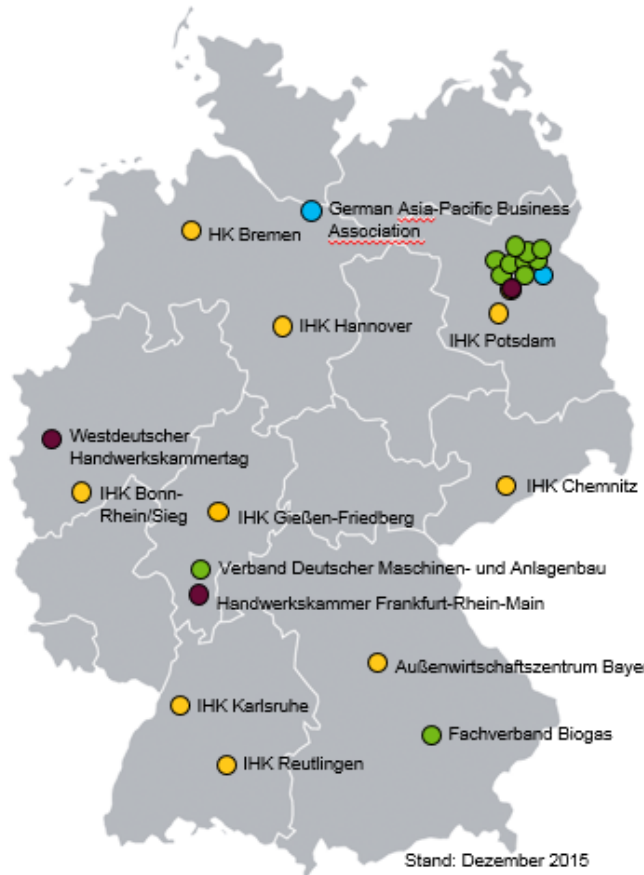 German Asia-Pacific Business
Association
HK Bremen
IHK Hannover
IHK Potsdam
Westdeutscher
Handwerkskammertag
IHK Bonn-
Rhein/Sieg
IHK Chemnitz
IHK Gießen-Friedberg
Verband Deutscher Maschinen- und Anlagenbau
Handwerkskammer Frankfurt-Rhein-Main
Außenwirtschaftszentrum Bayer
IHK Karlsruhe
Fachverband Biogas
IHK Reutlingen
Stand: Dezember 2015